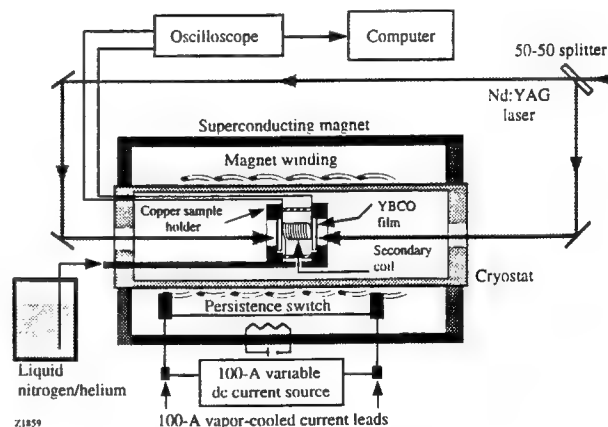 Oscilloscope
Computer
50-50 splitter
Nd:YAG
laser
Superconducting magnet
Magnet winding
Copper sample
holder
YBCO
film
Secondary
coil
Cryostat
Persistence switch
Liquid
nitrogen/helium
100-A variable
dc current source
Z1859
100-A vapor-cooled current leads